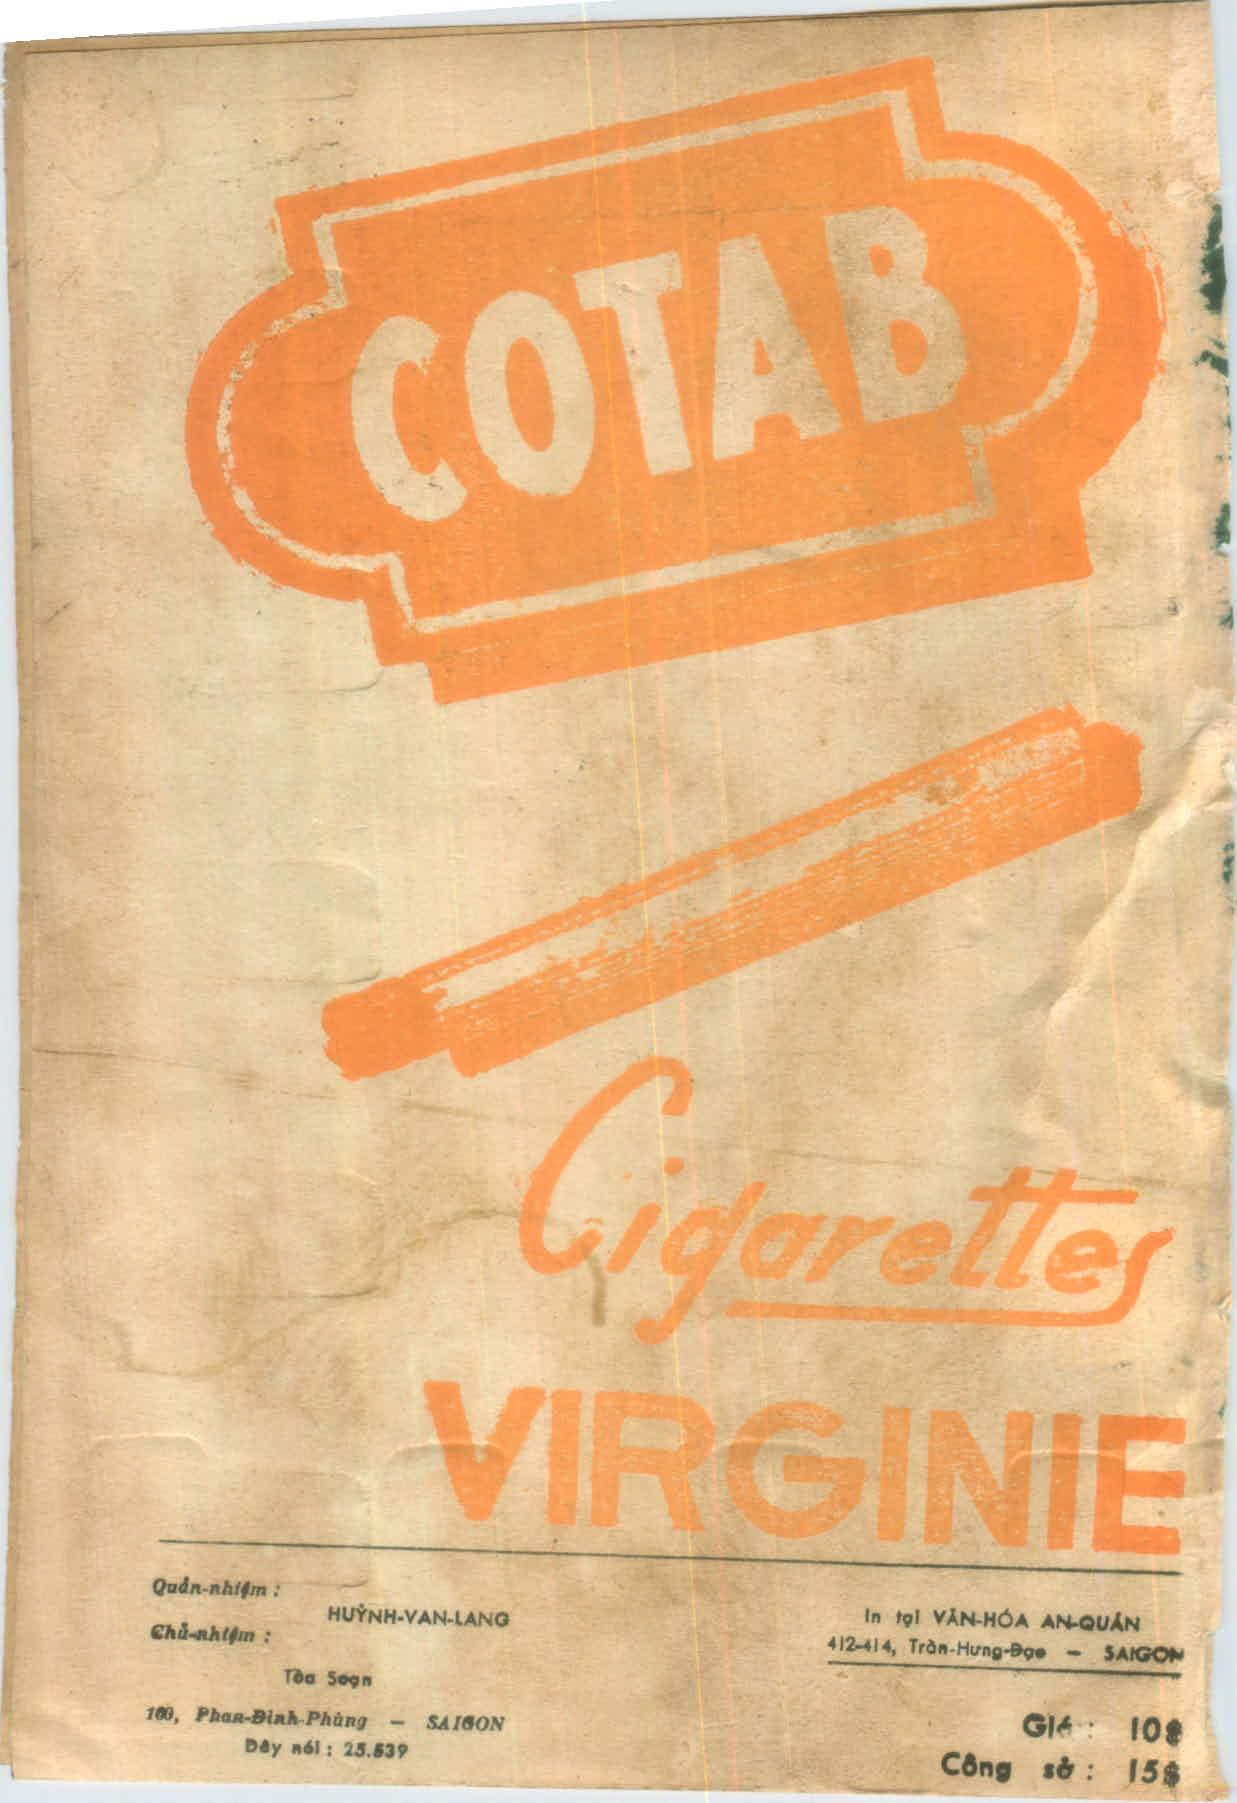 COTAB
Cigarettes
VIRGINIE
Quản-nhiệm :
HUỲNH-VAN-LANG
Chủ-nhiệm :
Tòa Soạn
160, Phan-Đình-Phùng — SAIGON
Dây nói : 25.539
In tại VĂN-HÓA AN-QUÁN
412-414, Trần-Hưng-Đạo — SAIGON
Giá : 10$
Công sở : 15$